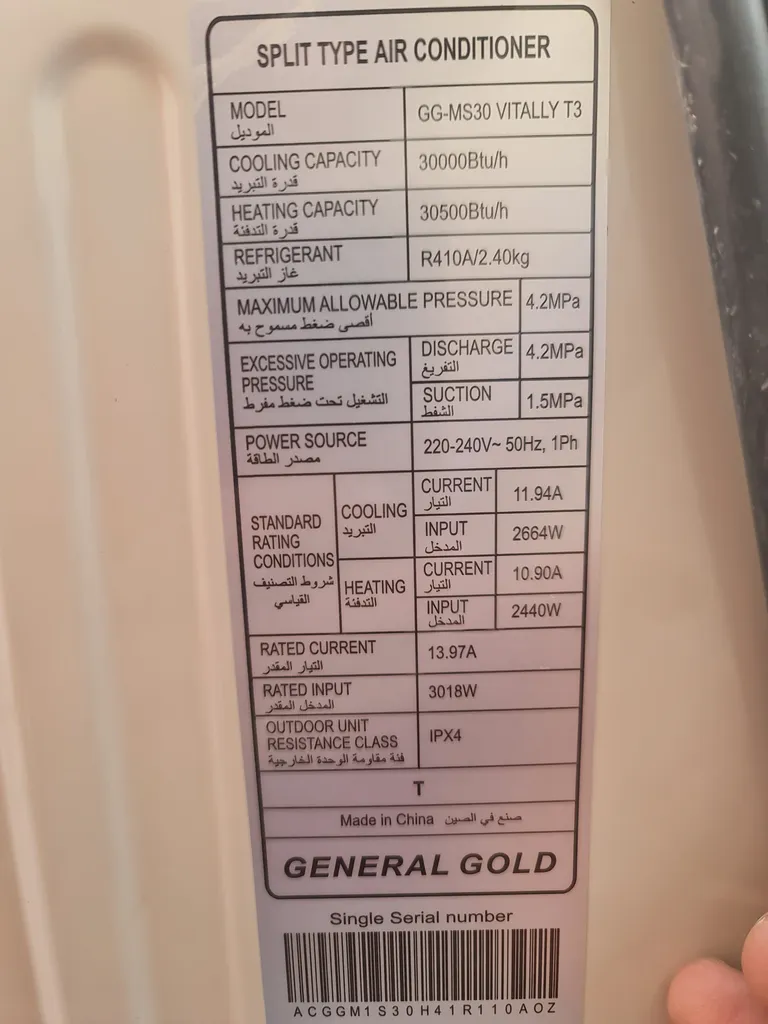 SPLIT TYPE AIR CONDITIONER
MODEL
الموديل
GG-MS30 VITALLY T3
COOLING CAPACITY
قدرة التبريد
30000Btu/h
HEATING CAPACITY
قدرة التدفئة
30500Btu/h
REFRIGERANT
غاز التبريد
R410A/2.40kg
MAXIMUM ALLOWABLE PRESSURE
أقصى ضغط مسموح به
4.2MPa
EXCESSIVE OPERATING
PRESSURE
التشغيل تحت ضغط مفرط
DISCHARGE
التفريغ
4.2MPa
SUCTION
الشفط
1.5MPa
POWER SOURCE
مصدر الطاقة
220-240V~ 50Hz, 1Ph
STANDARD
RATING
CONDITIONS
شروط التصنيف
القياسي
COOLING
التبريد
CURRENT
التيار
11.94A
INPUT
المدخل
2664W
HEATING
التدفئة
CURRENT
التيار
10.90A
INPUT
المدخل
2440W
RATED CURRENT
التيار المقدر
13.97A
RATED INPUT
المدخل المقدر
3018W
OUTDOOR UNIT
RESISTANCE CLASS
فئة مقاومة الوحدة الخارجية
IPX4
T
Made in China صنع في الصين
GENERAL GOLD
Single Serial number
ACGGM1S30H41R110AOZ